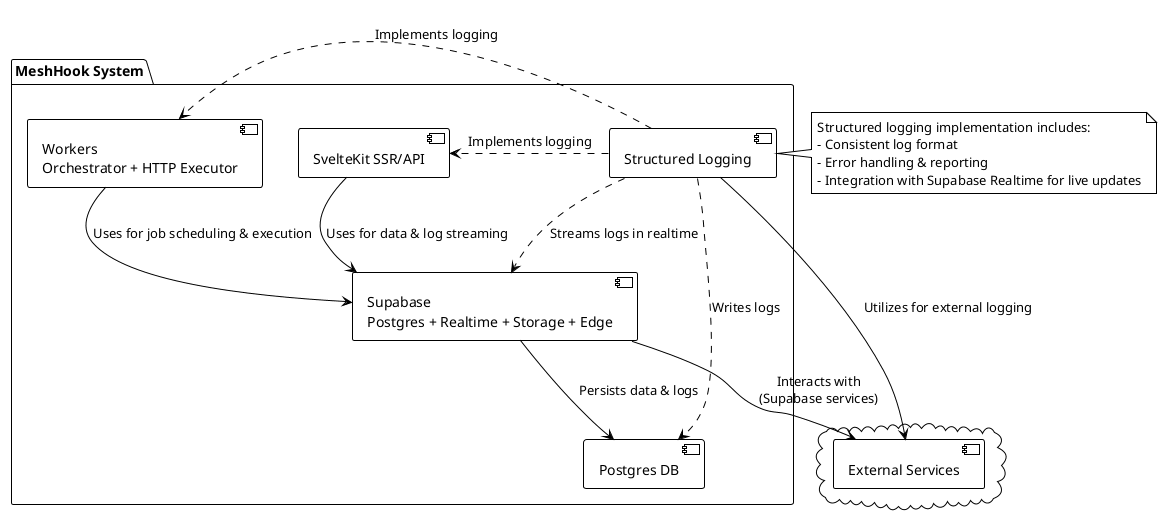 Implements logging
MeshHook System
Workers
Orchestrator + HTTP Executor
SvelteKit SSR/API
Implements logging
Structured Logging
Structured logging implementation includes:
- Consistent log format
- Error handling & reporting
- Integration with Supabase Realtime for live updates
Uses for job scheduling & execution
Uses for data & log streaming
Streams logs in realtime
Supabase
Postgres + Realtime + Storage + Edge
Writes logs
Utilizes for external logging
Persists data & logs
Interacts with
(Supabase services)
Postgres DB
External Services